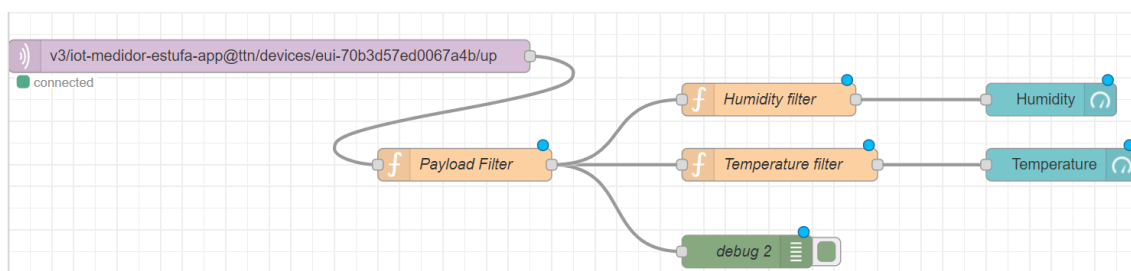 v3/iot-medidor-estufa-app@ttn/devices/eui-70b3d57ed0067a4b/up
connected
Humidity filter
Humidity
Payload Filter
Temperature filter
Temperature
debug 2